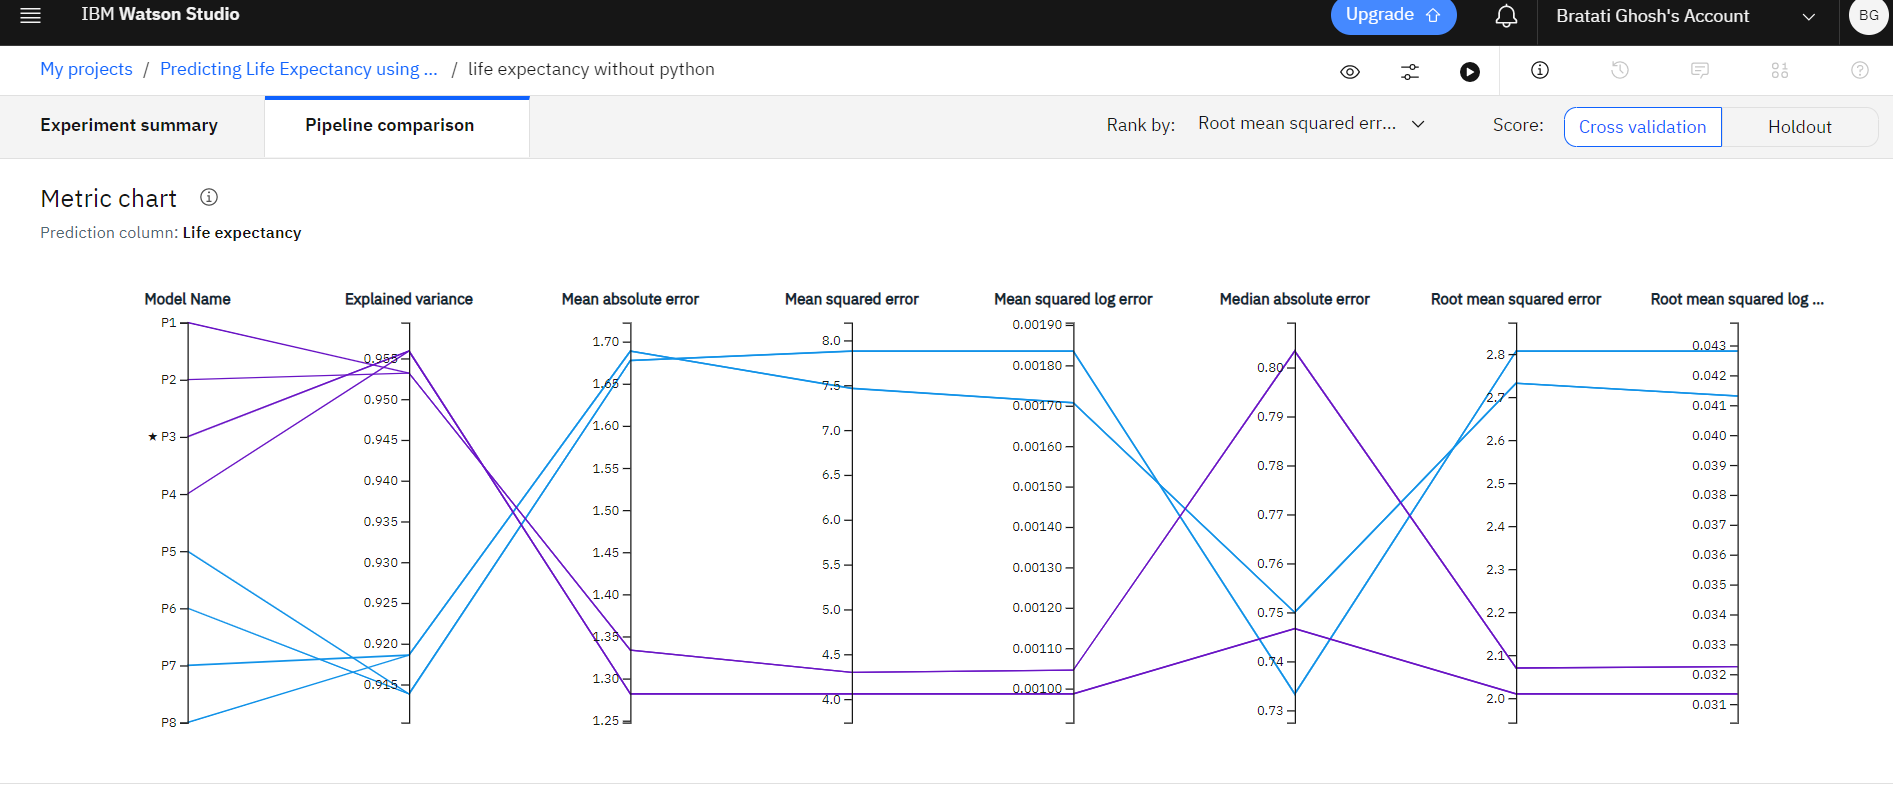 IBM Watson Studio
Upgrade
Bratati Ghosh's Account
BG
My projects / Predicting Life Expectancy using ... / life expectancy without python
Experiment summary
Pipeline comparison
Rank by: Root mean squared err...
Score: Cross validation Holdout
Metric chart
Prediction column: Life expectancy
Model Name
P1
P2
★ P3
P4
P5
P6
P7
P8
Explained variance
0.955
0.950
0.945
0.940
0.935
0.930
0.925
0.920
0.915
Mean absolute error
1.70
1.65
1.60
1.55
1.50
1.45
1.40
1.35
1.30
1.25
Mean squared error
8.0
7.5
7.0
6.5
6.0
5.5
5.0
4.5
4.0
Mean squared log error
0.00190
0.00180
0.00170
0.00160
0.00150
0.00140
0.00130
0.00120
0.00110
0.00100
Median absolute error
0.80
0.79
0.78
0.77
0.76
0.75
0.74
0.73
Root mean squared error
2.8
2.7
2.6
2.5
2.4
2.3
2.2
2.1
2.0
Root mean squared log ...
0.043
0.042
0.041
0.040
0.039
0.038
0.037
0.036
0.035
0.034
0.033
0.032
0.031